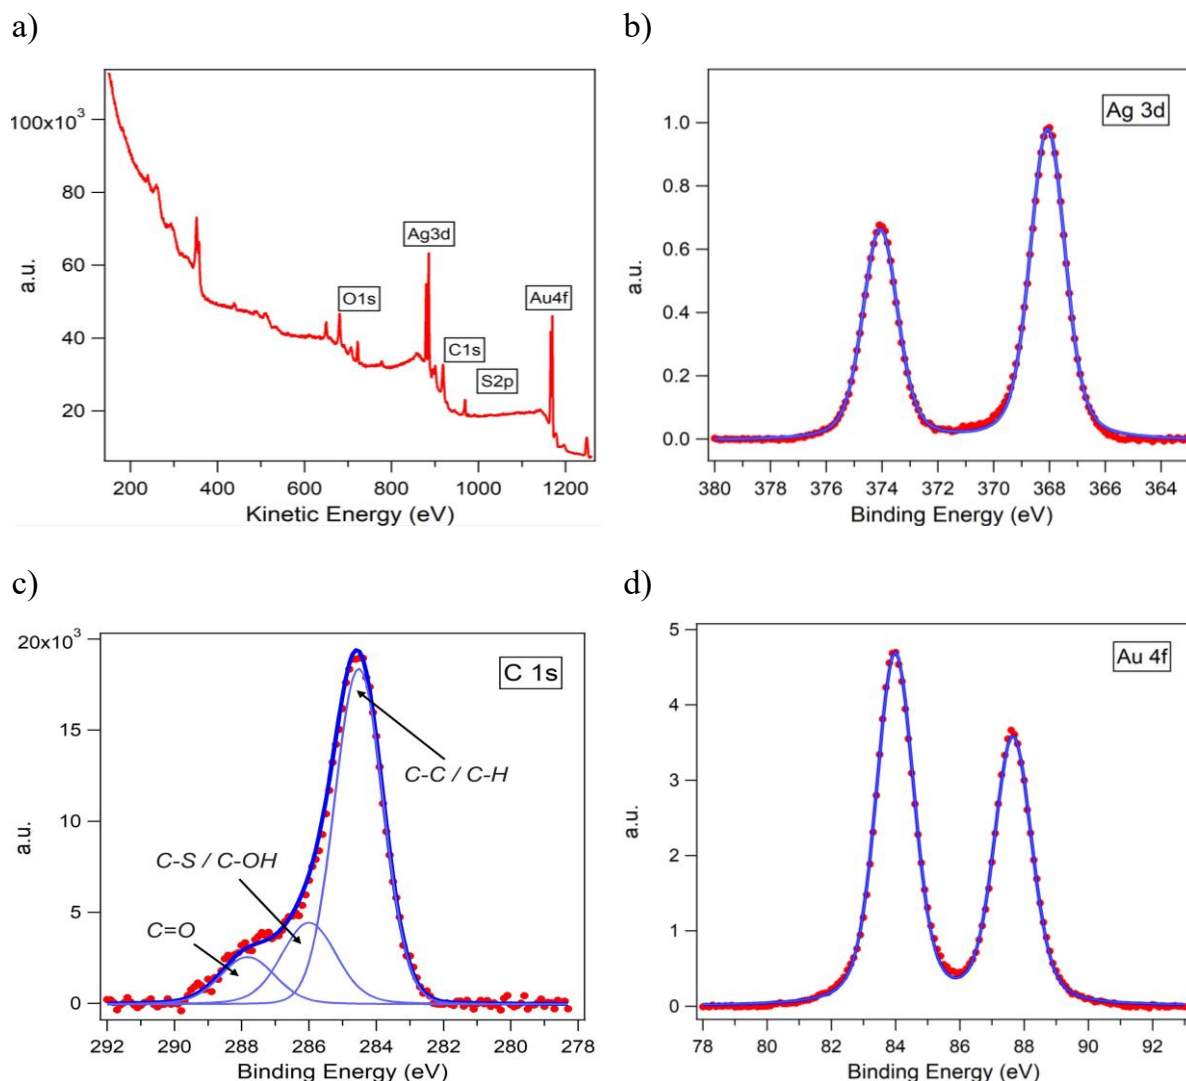 a)
100x10³
80
60
40
20
a.u.
Ag3d
O1s
Au4f
C1s
S2p
200 400 600 800 1000 1200
Kinetic Energy (eV)
b)
1.0
0.8
0.6
0.4
0.2
0.0
a.u.
Ag 3d
380 378 376 374 372 370 368 366 364
Binding Energy (eV)
c)
20x10³
15
10
5
0
a.u.
C 1s
C-C / C-H
C-S / C-OH
C=O
292 290 288 286 284 282 280 278
Binding Energy (eV)
d)
5
4
3
2
1
0
a.u.
Au 4f
78 80 82 84 86 88 90 92
Binding Energy (eV)